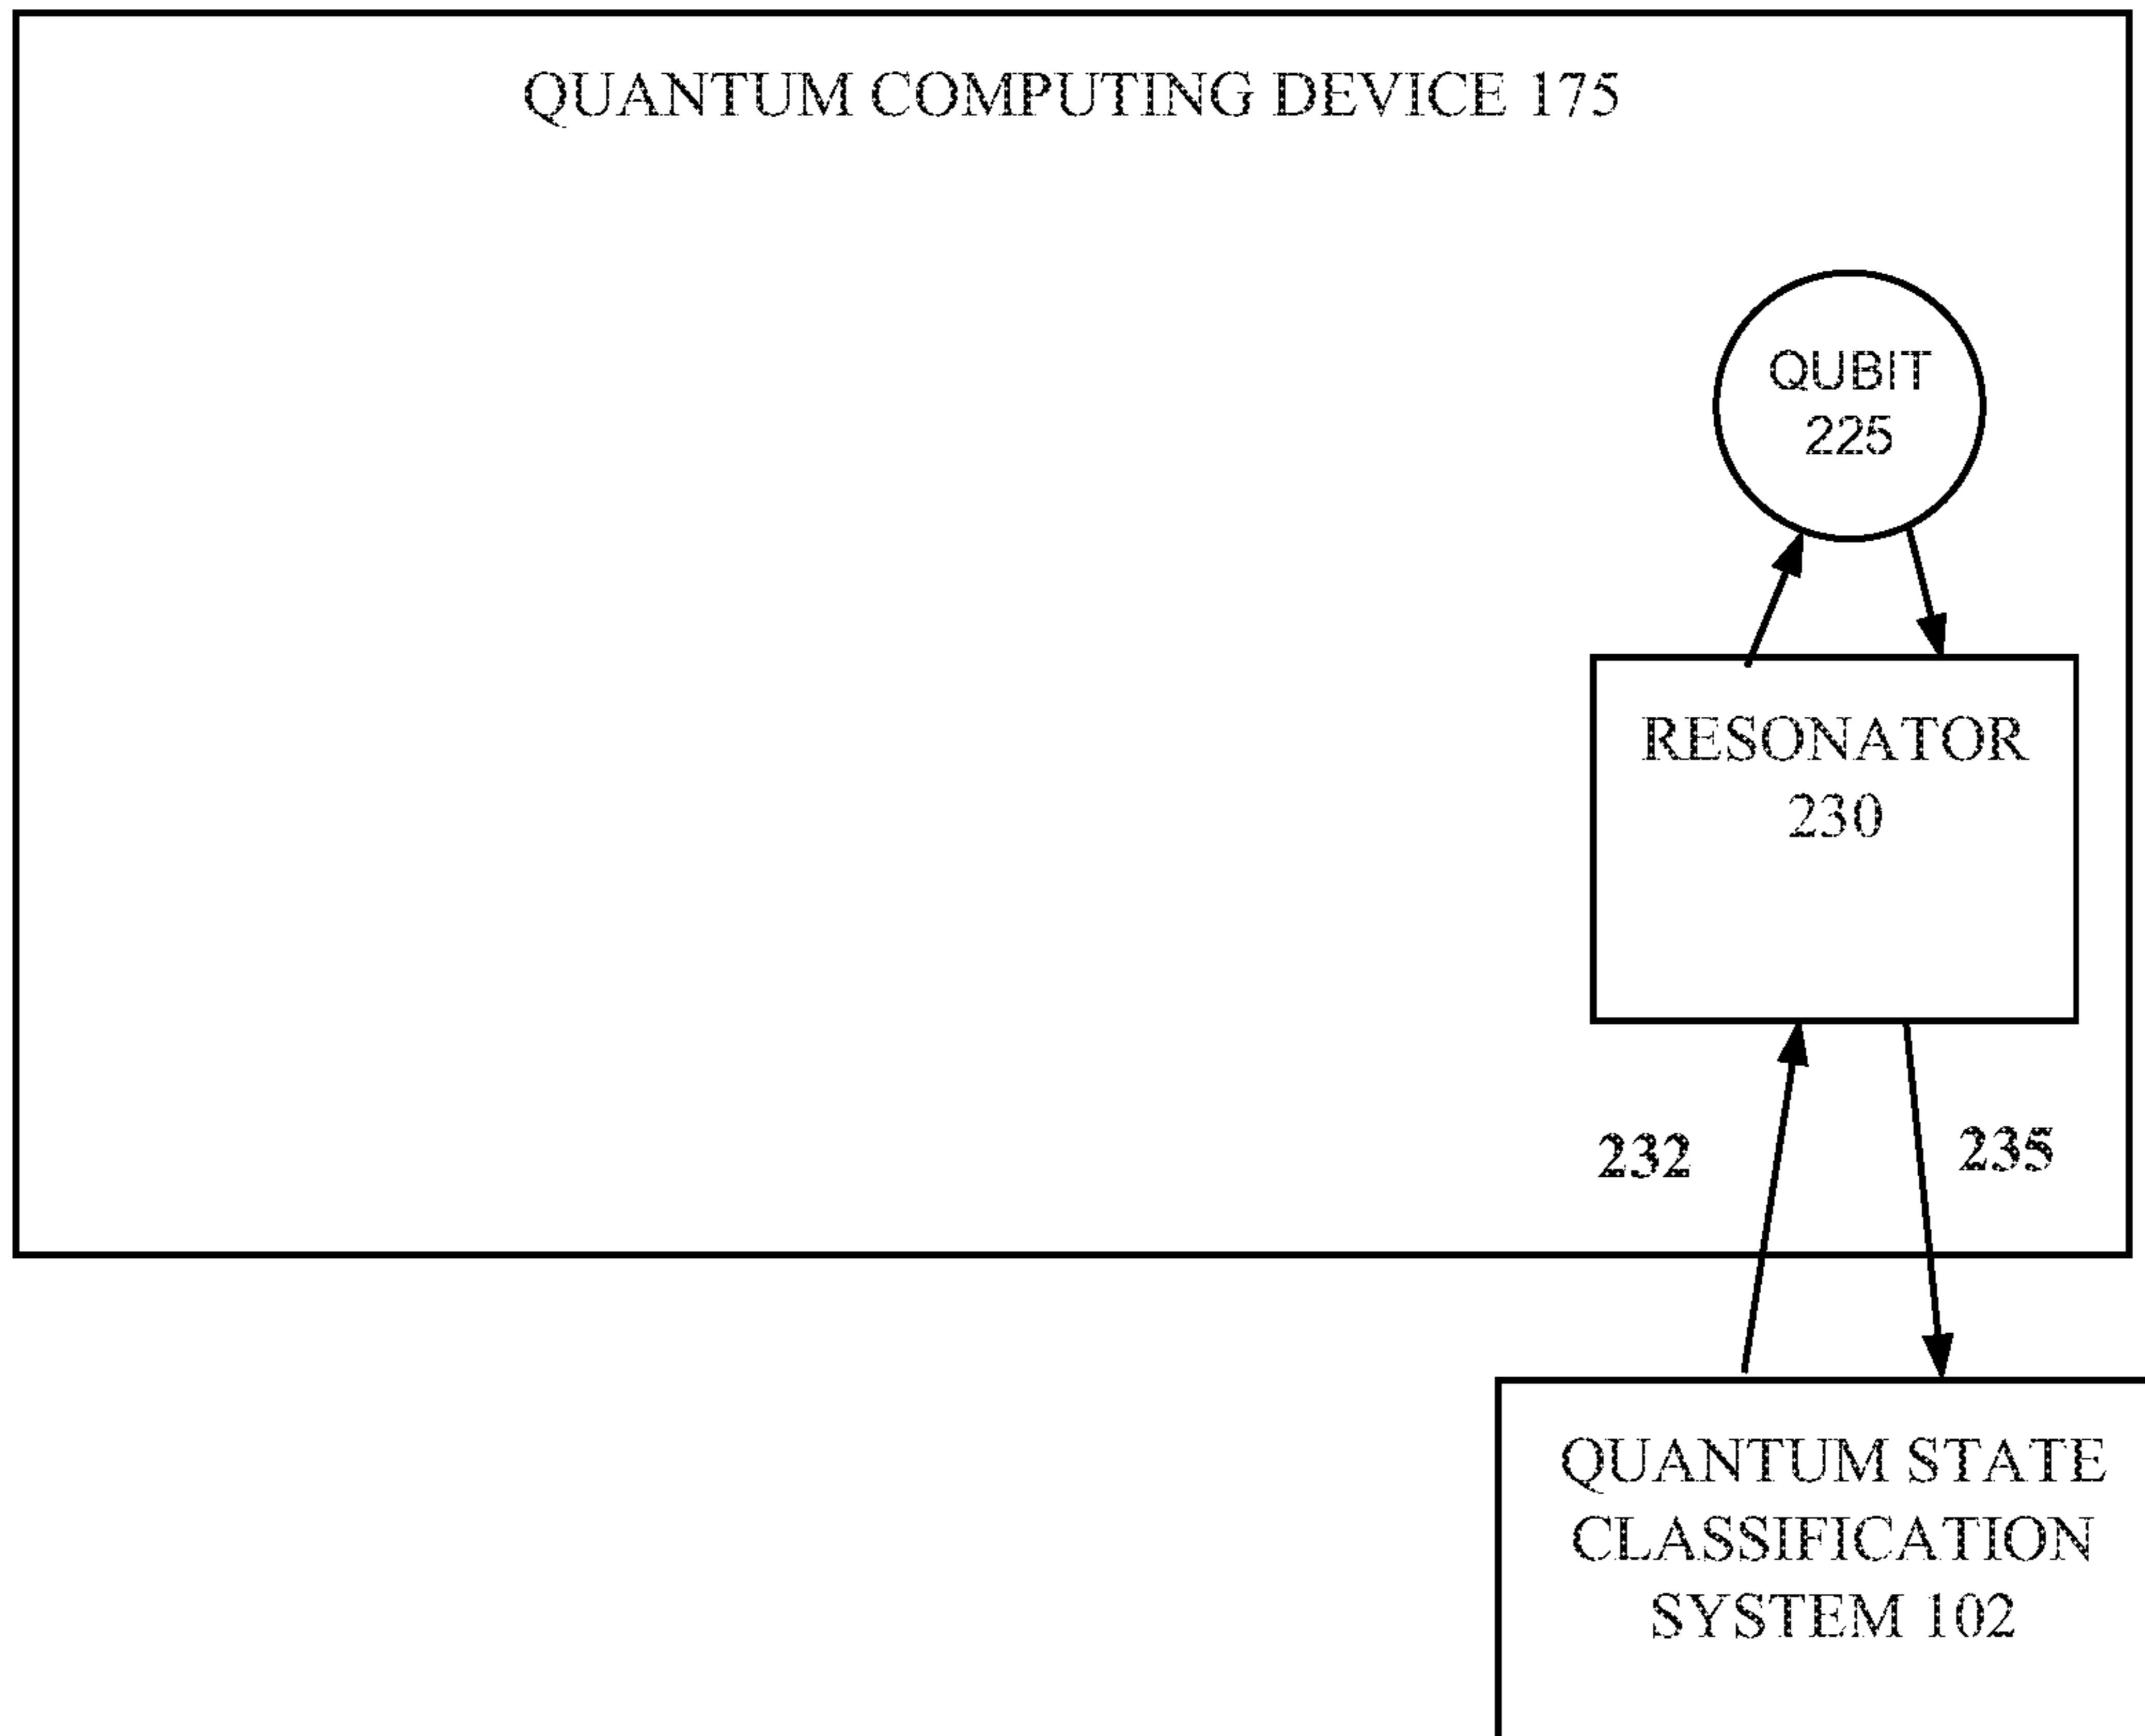 QUANTUM COMPUTING DEVICE 175
QUBIT
225
RESONATOR
230
232
235
QUANTUM STATE
CLASSIFICATION
SYSTEM 102